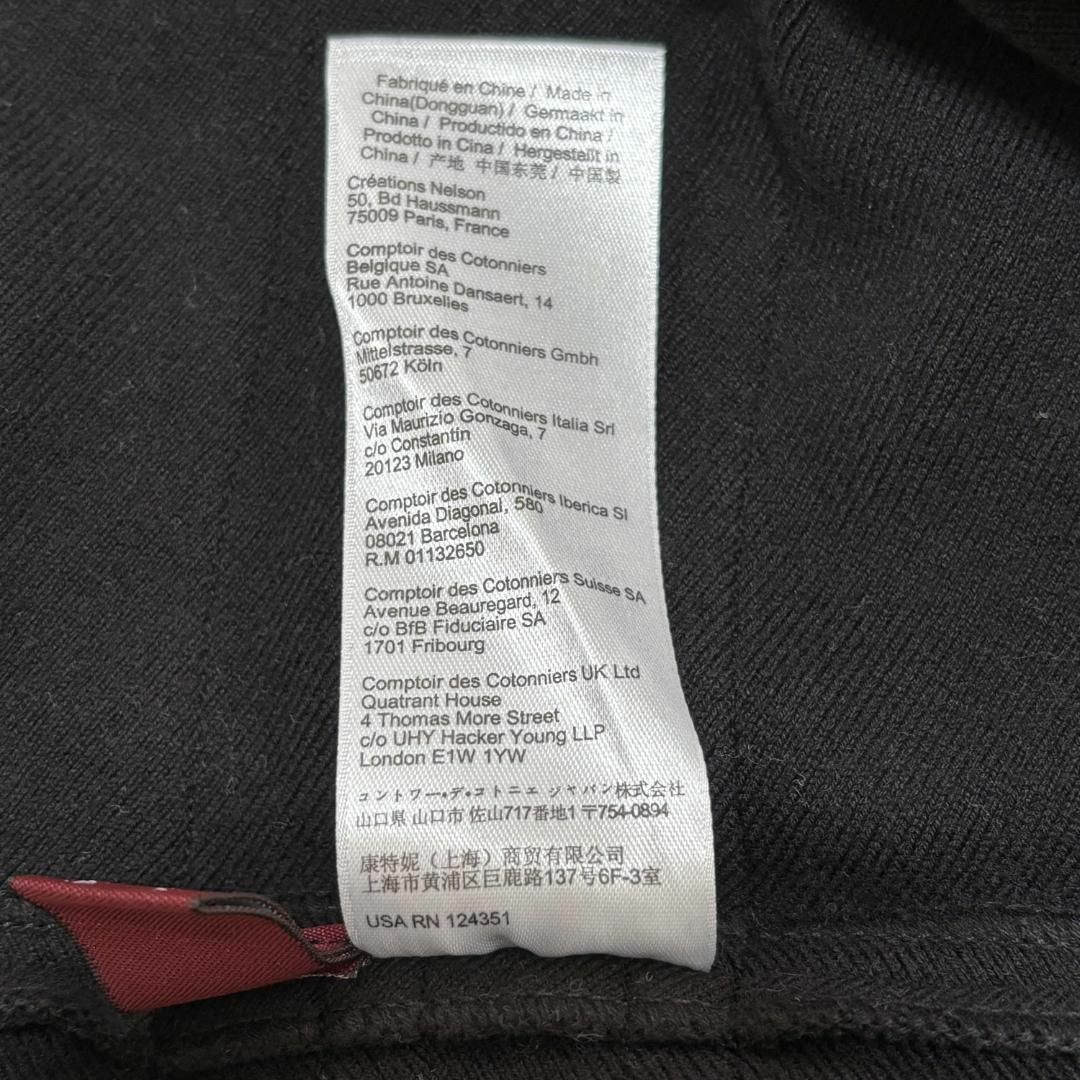 Fabriqué en Chine / Made in
China(Dongguan) / Germaakt in
China / Productido en China /
Prodotto in Cina / Hergestellt in
China / 产地 中国东莞 / 中国製
Créations Nelson
50, Bd Haussmann
75009 Paris, France
Comptoir des Cotonniers
Belgique SA
Rue Antoine Dansaert, 14
1000 Bruxelles
Comptoir des Cotonniers Gmbh
Mittelstrasse, 7
50672 Köln
Comptoir des Cotonniers Italia Srl
Via Maurizio Gonzaga, 7
c/o Constantin
20123 Milano
Comptoir des Cotonniers Iberica Sl
Avenida Diagonal, 580
08021 Barcelona
R.M 01132650
Comptoir des Cotonniers Suisse SA
Avenue Beauregard, 12
c/o BfB Fiduciaire SA
1701 Fribourg
Comptoir des Cotonniers UK Ltd
Quatrant House
4 Thomas More Street
c/o UHY Hacker Young LLP
London E1W 1YW
コントワー•デ•コトニエ ジャパン株式会社
山口県 山口市 佐山717番地1 〒754-0894
康特妮（上海）商贸有限公司
上海市黄浦区巨鹿路137号6F-3室
USA RN 124351